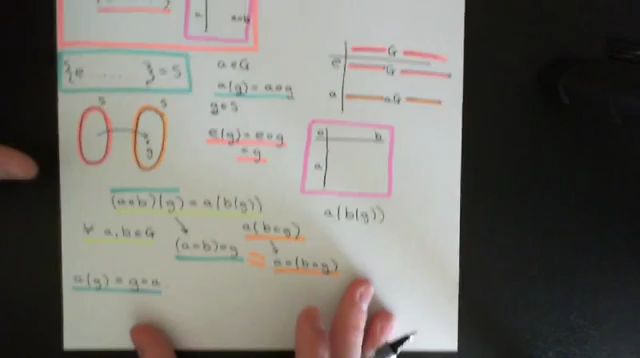 a
a∘b
{e ........ } = S
a ∈ G
a(g) = a∘g
g ∈ S
S S
g
e(g) = e∘g
= g
G
e G
a aG
∘ b
a
a(b(g))
(a∘b)(g) = a(b(g))
∀ a,b ∈ G
(a∘b)∘g = a∘(b∘g)
a(b∘g)
a(g) = g∘a